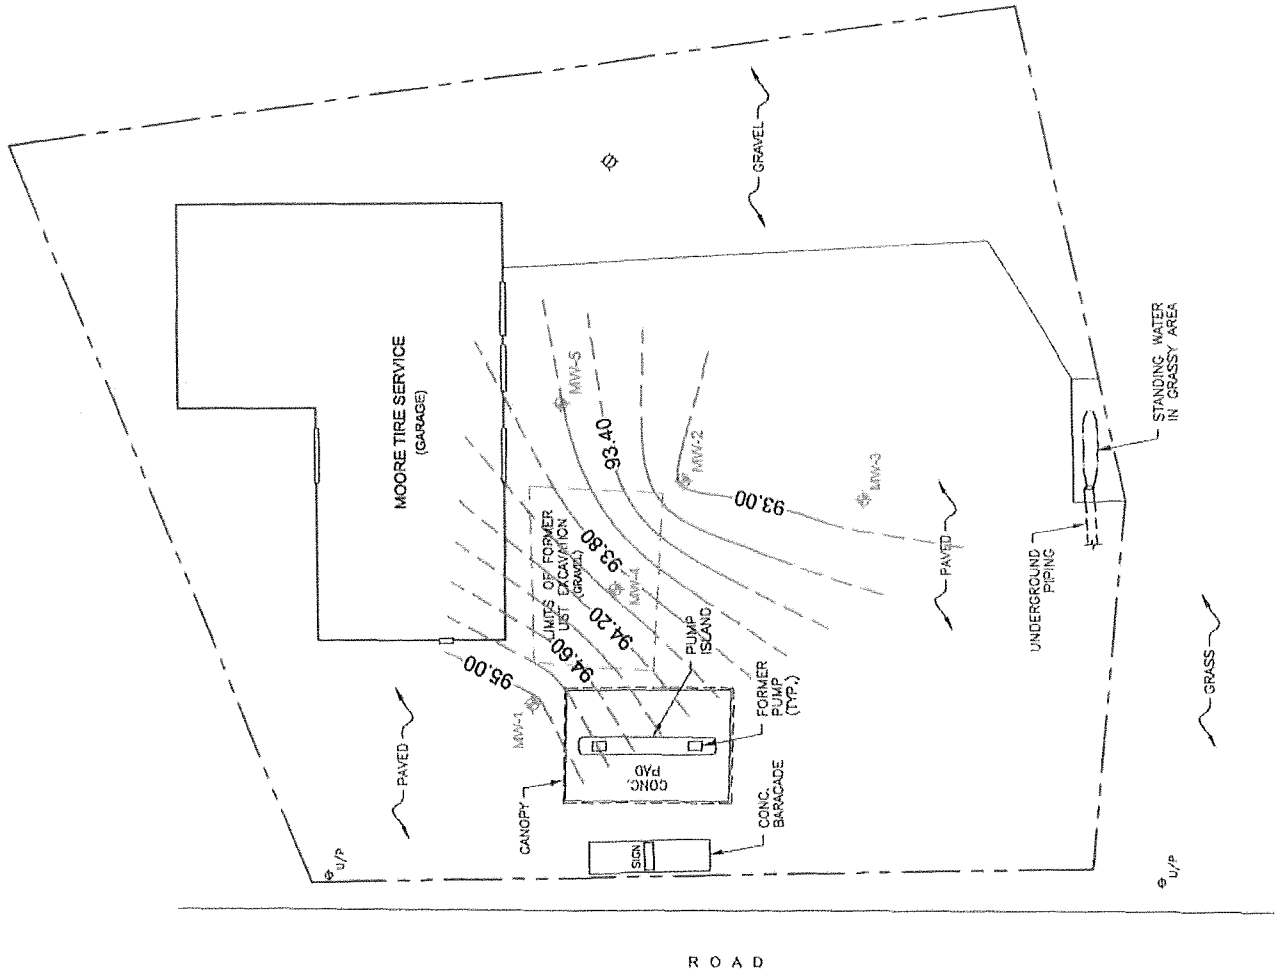 GRAVEL
MOORE TIRE SERVICE
(GARAGE)
MW-5
93.40
MW-2
93.00
MW-3
STANDING WATER
IN GRASSY AREA
UNDERGROUND
PIPING
PAVED
LIMITS OF FORMER
UST EXCAVATION
(GRAVEL)
93.80
MW-4
94.20
94.60
95.00
MW-1
PUMP
ISLAND
FORMER
PUMP
(TYP.)
CONC.
PAD
PAVED
CANOPY
SIGN
CONC.
BARACADE
GRASS
U/P
U/P
ROAD